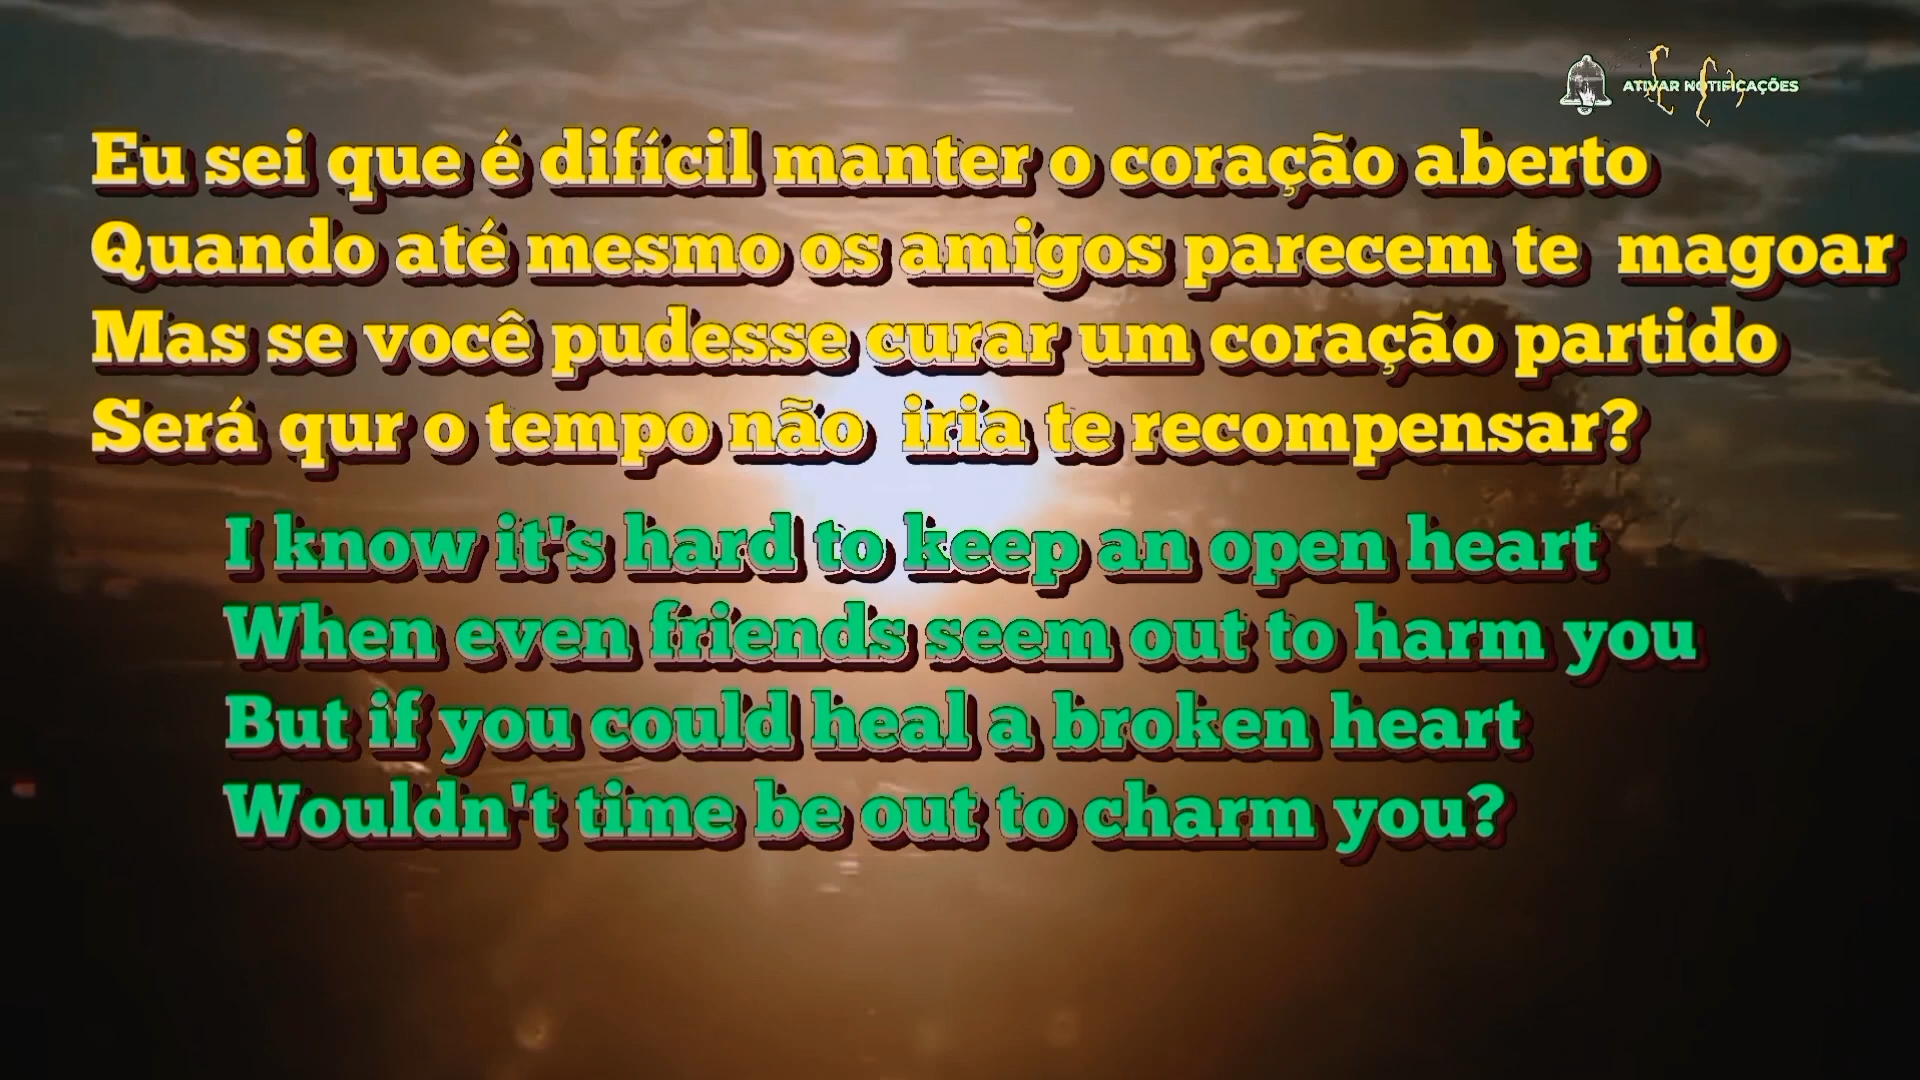 ATIVAR NOTIFICAÇÕES
Eu sei que é difícil manter o coração aberto
Quando até mesmo os amigos parecem te magoar
Mas se você pudesse curar um coração partido
Será qur o tempo não iria te recompensar?
I know it's hard to keep an open heart
When even friends seem out to harm you
But if you could heal a broken heart
Wouldn't time be out to charm you?